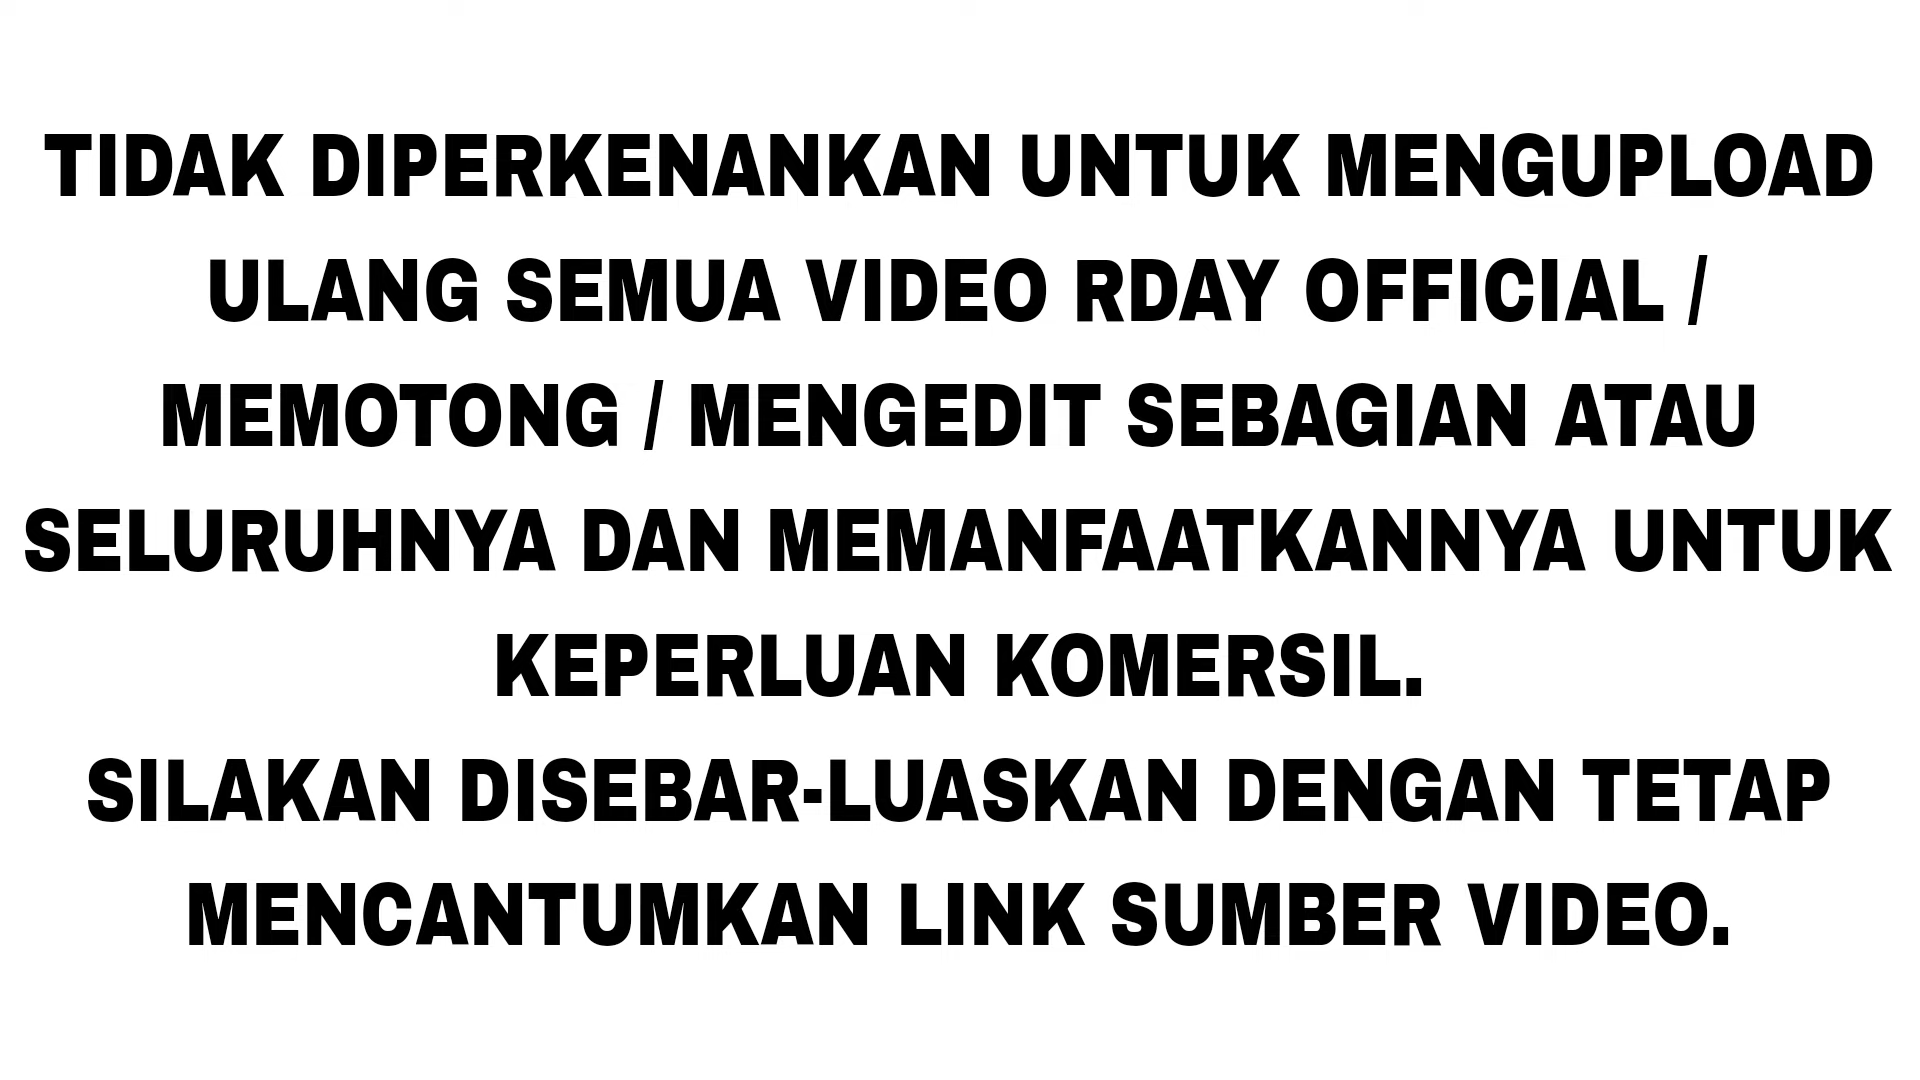 TIDAK DIPERKENANKAN UNTUK MENGUPLOAD
ULANG SEMUA VIDEO RDAY OFFICIAL /
MEMOTONG / MENGEDIT SEBAGIAN ATAU
SELURUHNYA DAN MEMANFAATKANNYA UNTUK
KEPERLUAN KOMERSIL.
SILAKAN DISEBAR-LUASKAN DENGAN TETAP
MENCANTUMKAN LINK SUMBER VIDEO.